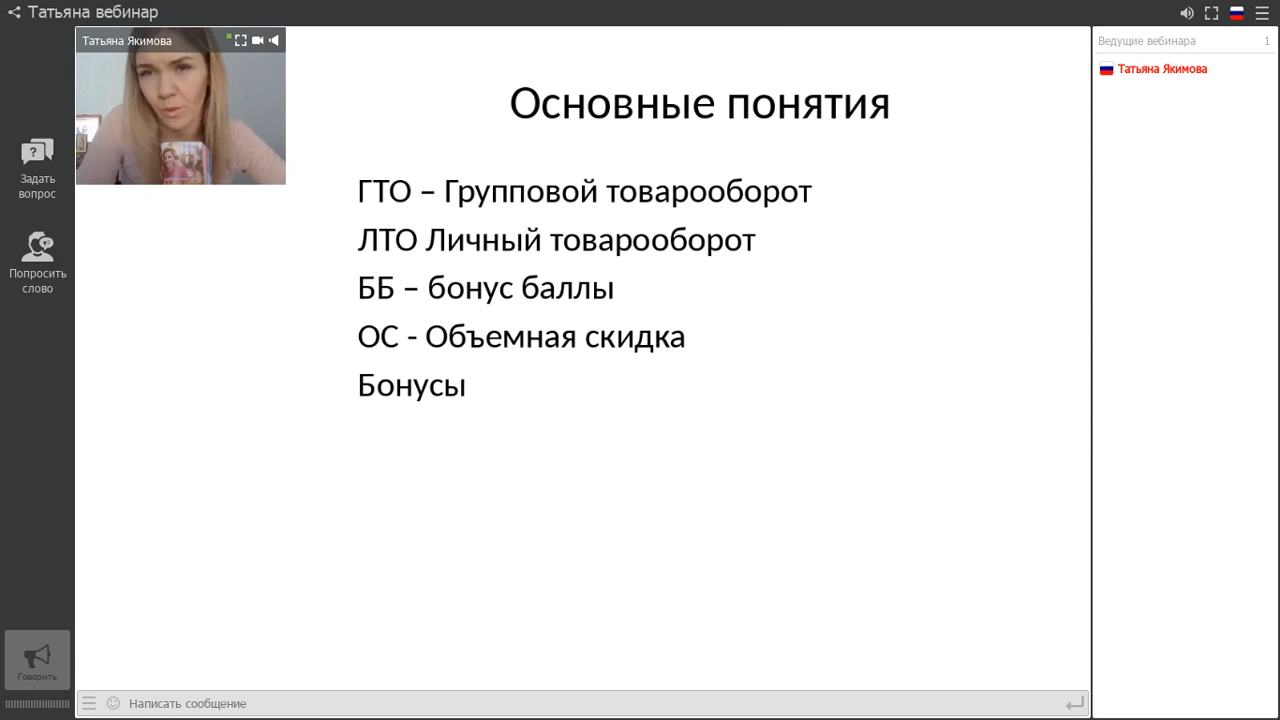 Татьяна вебинар
Татьяна Якимова
Задать
вопрос
Попросить
слово
Говорить
Основные понятия
ГТО – Групповой товарооборот
ЛТО Личный товарооборот
ББ – бонус баллы
ОС - Объемная скидка
Бонусы
Написать сообщение
Ведущие вебинара 1
Татьяна Якимова